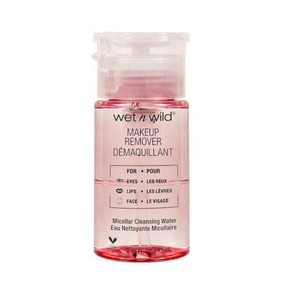 wet n wild®
MAKEUP
REMOVER
DÉMAQUILLANT
FOR • POUR
EYES • LES YEUX
LIPS • LES LÈVRES
FACE • LE VISAGE
Micellar Cleansing Water
Eau Nettoyante Micellaire